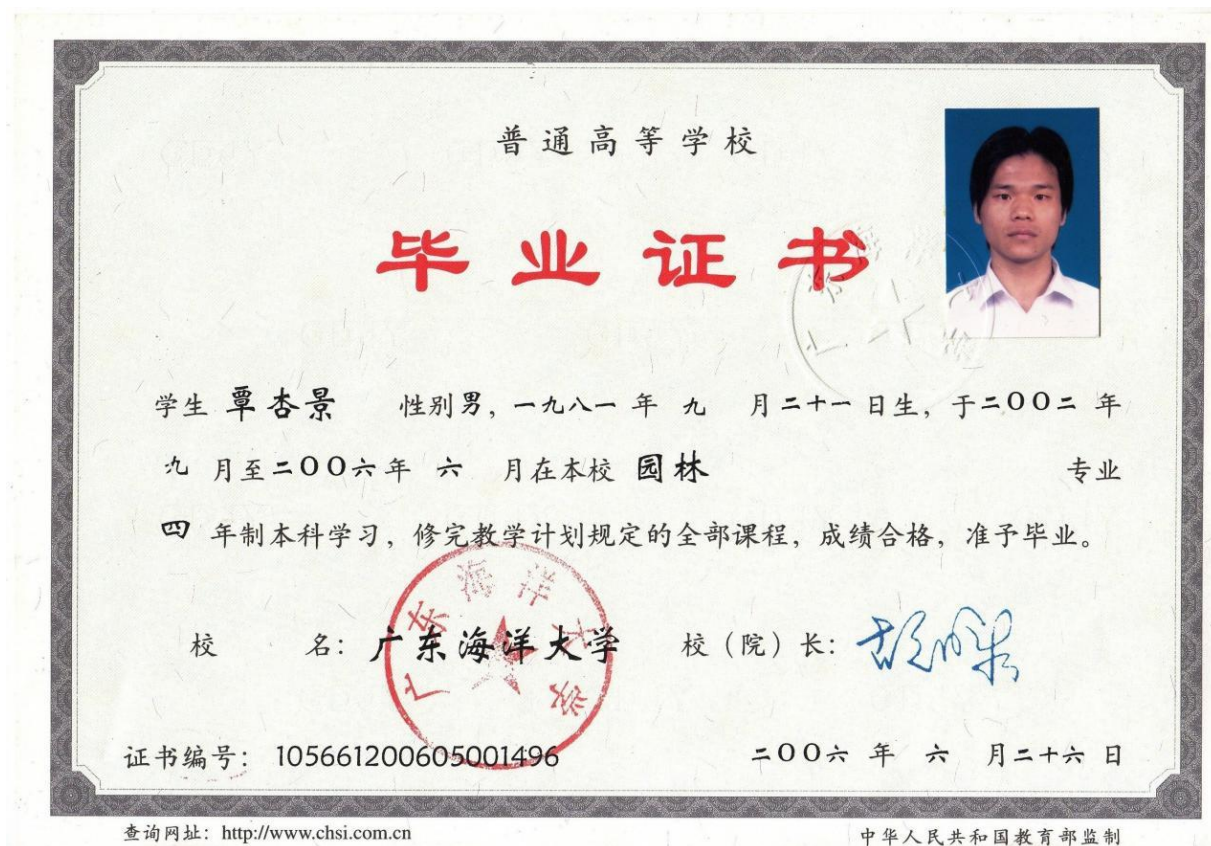 普通高等学校
毕业证书
学生 覃杏景 性别男，一九八一 年 九 月二十一日生，于二〇〇二 年
九 月至二〇〇六年 六 月在本校 园林 专业
四 年制本科学习，修完教学计划规定的全部课程，成绩合格，准予毕业。
广东海洋大学
校 名：广东海洋大学 校（院）长：
证书编号： 105661200605001496 二〇〇六 年 六 月二十六 日
查询网址：http://www.chsi.com.cn 中华人民共和国教育部监制